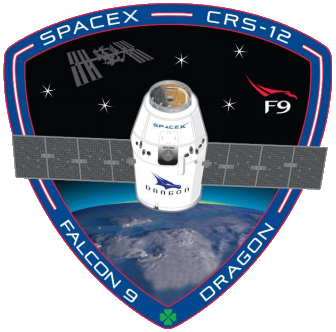 SPACEX CRS-12
F9
SPACEX
DRAGON
FALCON 9 DRAGON